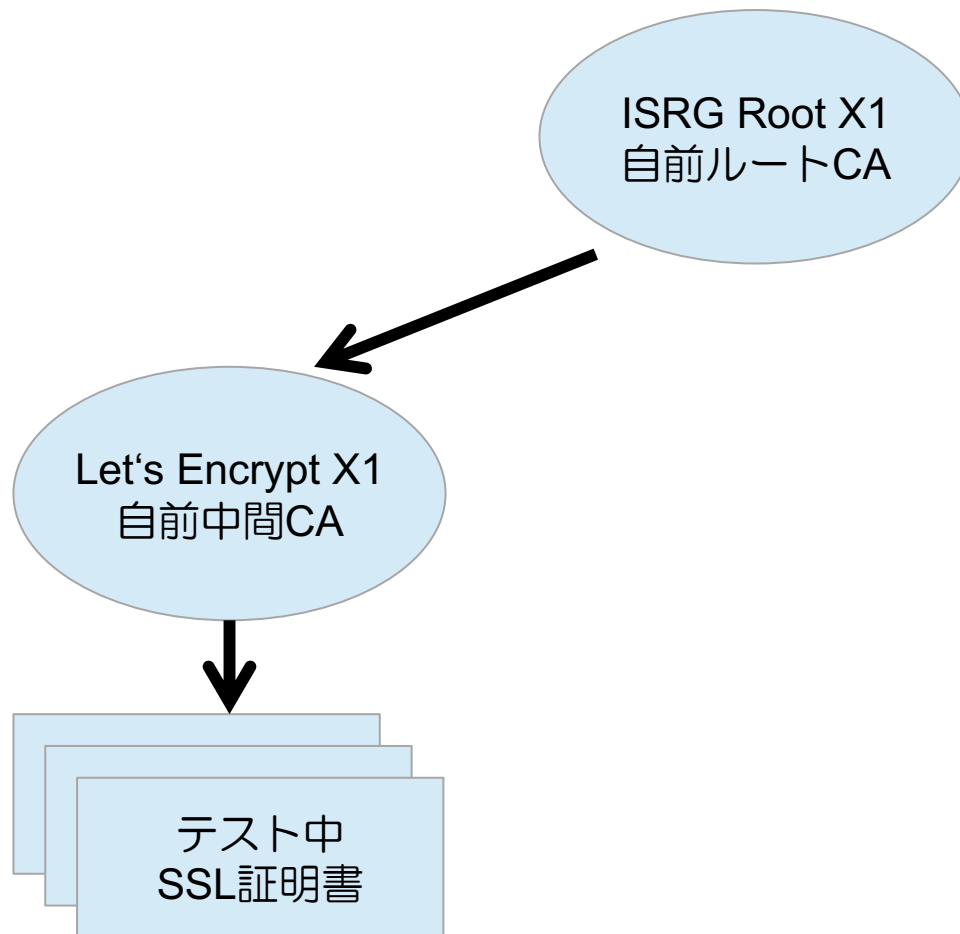 ISRG Root X1
自前ルートCA
Let‘s Encrypt X1
自前中間CA
テスト中
SSL証明書